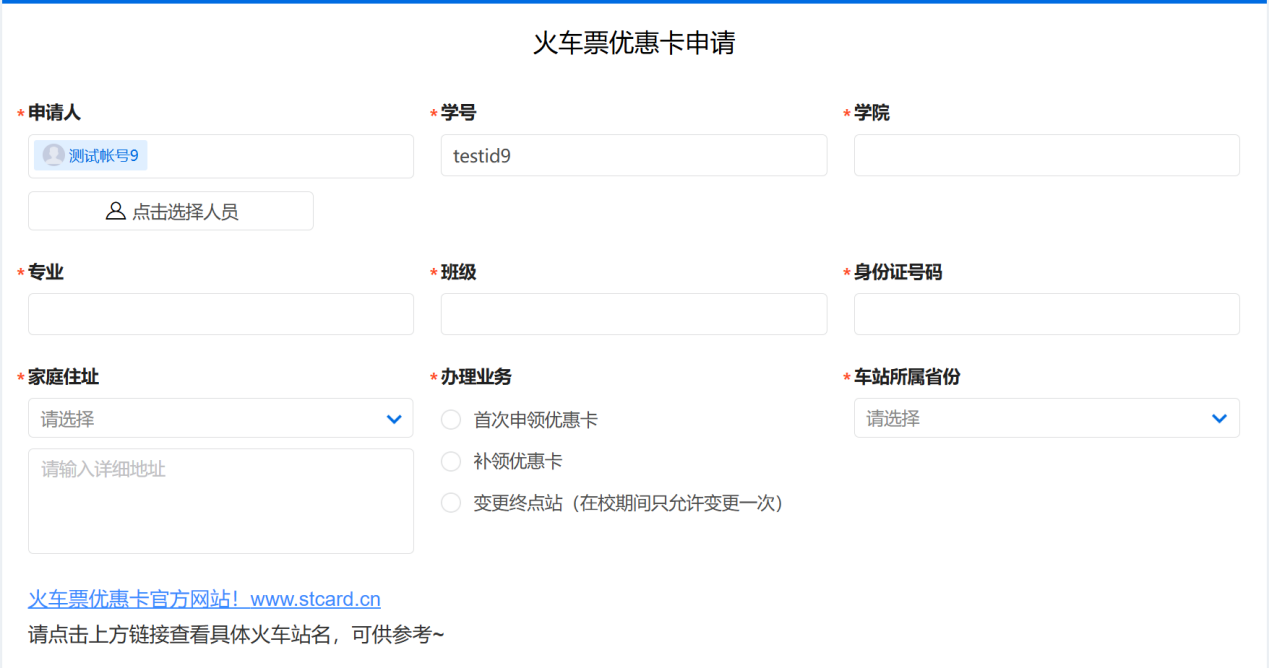 火车票优惠卡申请
*申请人 *学号 *学院
测试帐号9 testid9
点击选择人员
*专业 *班级 *身份证号码
*家庭住址 *办理业务 *车站所属省份
请选择 首次申领优惠卡 请选择
补领优惠卡
请输入详细地址
变更终点站（在校期间只允许变更一次）
火车票优惠卡官方网站！www.stcard.cn
请点击上方链接查看具体火车站名，可供参考~